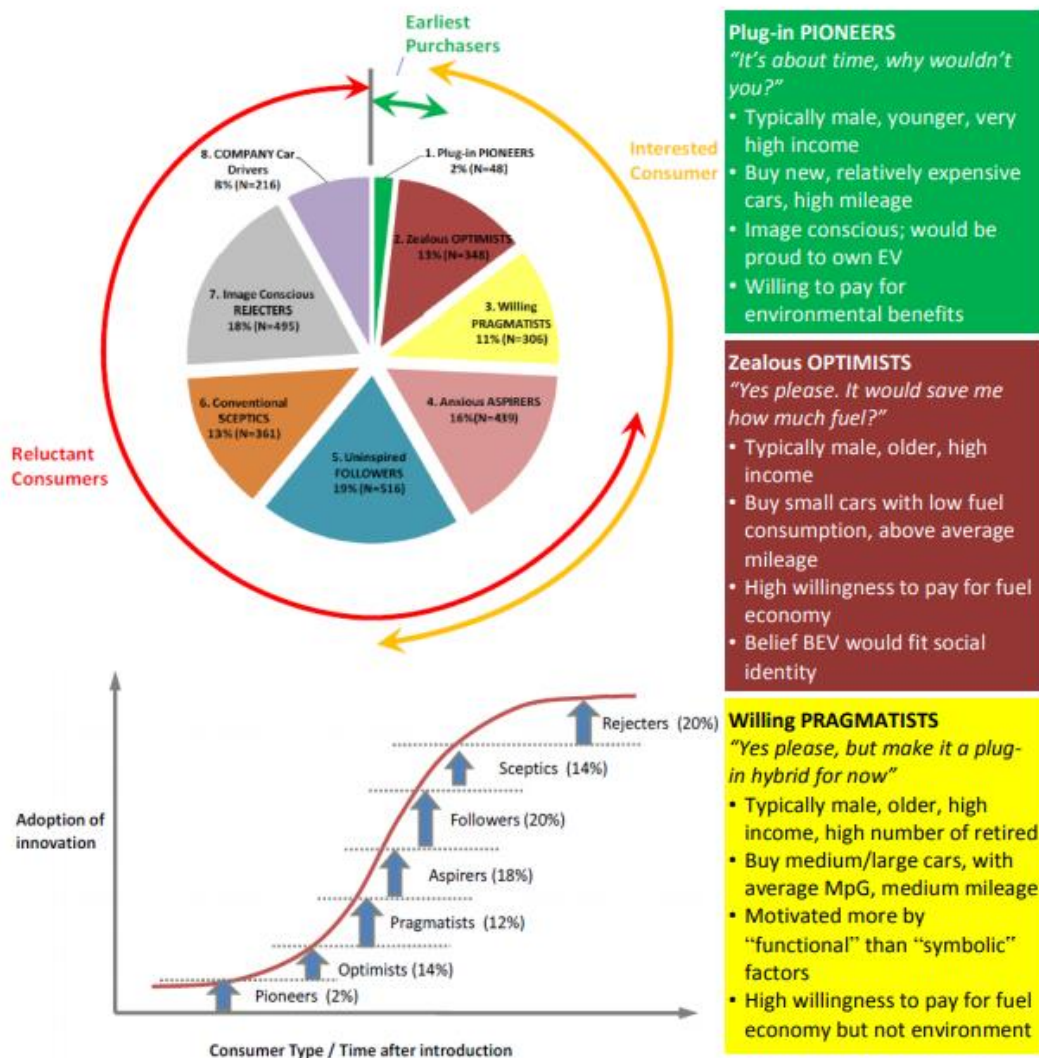 Earliest
Purchasers
Interested
Consumer
Reluctant
Consumers
8. COMPANY Car
Drivers
8% (N=216)
1. Plug-in PIONEERS
2% (N=48)
2. Zealous OPTIMISTS
13% (N=348)
3. Willing
PRAGMATISTS
11% (N=306)
4. Anxious ASPIRERS
16%(N=439)
5. Uninspired
FOLLOWERS
19% (N=516)
6. Conventional
SCEPTICS
13% (N=361)
7. Image Conscious
REJECTERS
18% (N=495)
Adoption of
innovation
Rejecters (20%)
Sceptics (14%)
Followers (20%)
Aspirers (18%)
Pragmatists (12%)
Optimists (14%)
Pioneers (2%)
Consumer Type / Time after introduction
Plug-in PIONEERS
“It’s about time, why wouldn’t
you?”
• Typically male, younger, very
high income
• Buy new, relatively expensive
cars, high mileage
• Image conscious; would be
proud to own EV
• Willing to pay for
environmental benefits
Zealous OPTIMISTS
“Yes please. It would save me
how much fuel?”
• Typically male, older, high
income
• Buy small cars with low fuel
consumption, above average
mileage
• High willingness to pay for fuel
economy
• Belief BEV would fit social
identity
Willing PRAGMATISTS
“Yes please, but make it a plug-
in hybrid for now”
• Typically male, older, high
income, high number of retired
• Buy medium/large cars, with
average MpG, medium mileage
• Motivated more by
“functional” than “symbolic”
factors
• High willingness to pay for fuel
economy but not environment